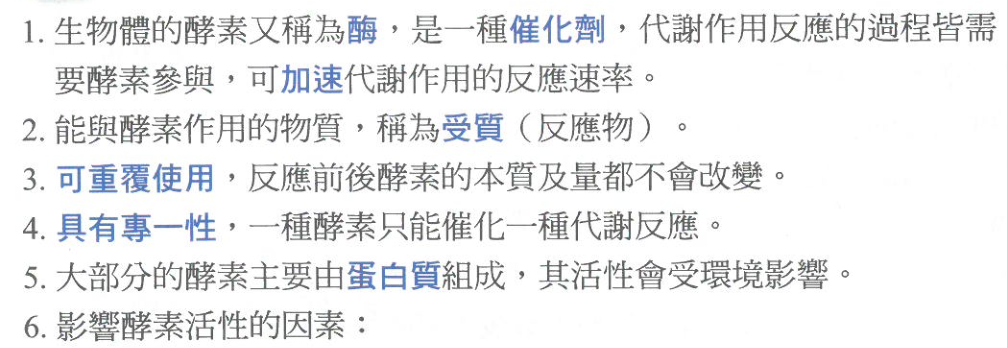 1. 生物體的酵素又稱為酶，是一種催化劑，代謝作用反應的過程皆需
要酵素參與，可加速代謝作用的反應速率。
2. 能與酵素作用的物質，稱為受質（反應物）。
3. 可重覆使用，反應前後酵素的本質及量都不會改變。
4. 具有專一性，一種酵素只能催化一種代謝反應。
5. 大部分的酵素主要由蛋白質組成，其活性會受環境影響。
6. 影響酵素活性的因素：